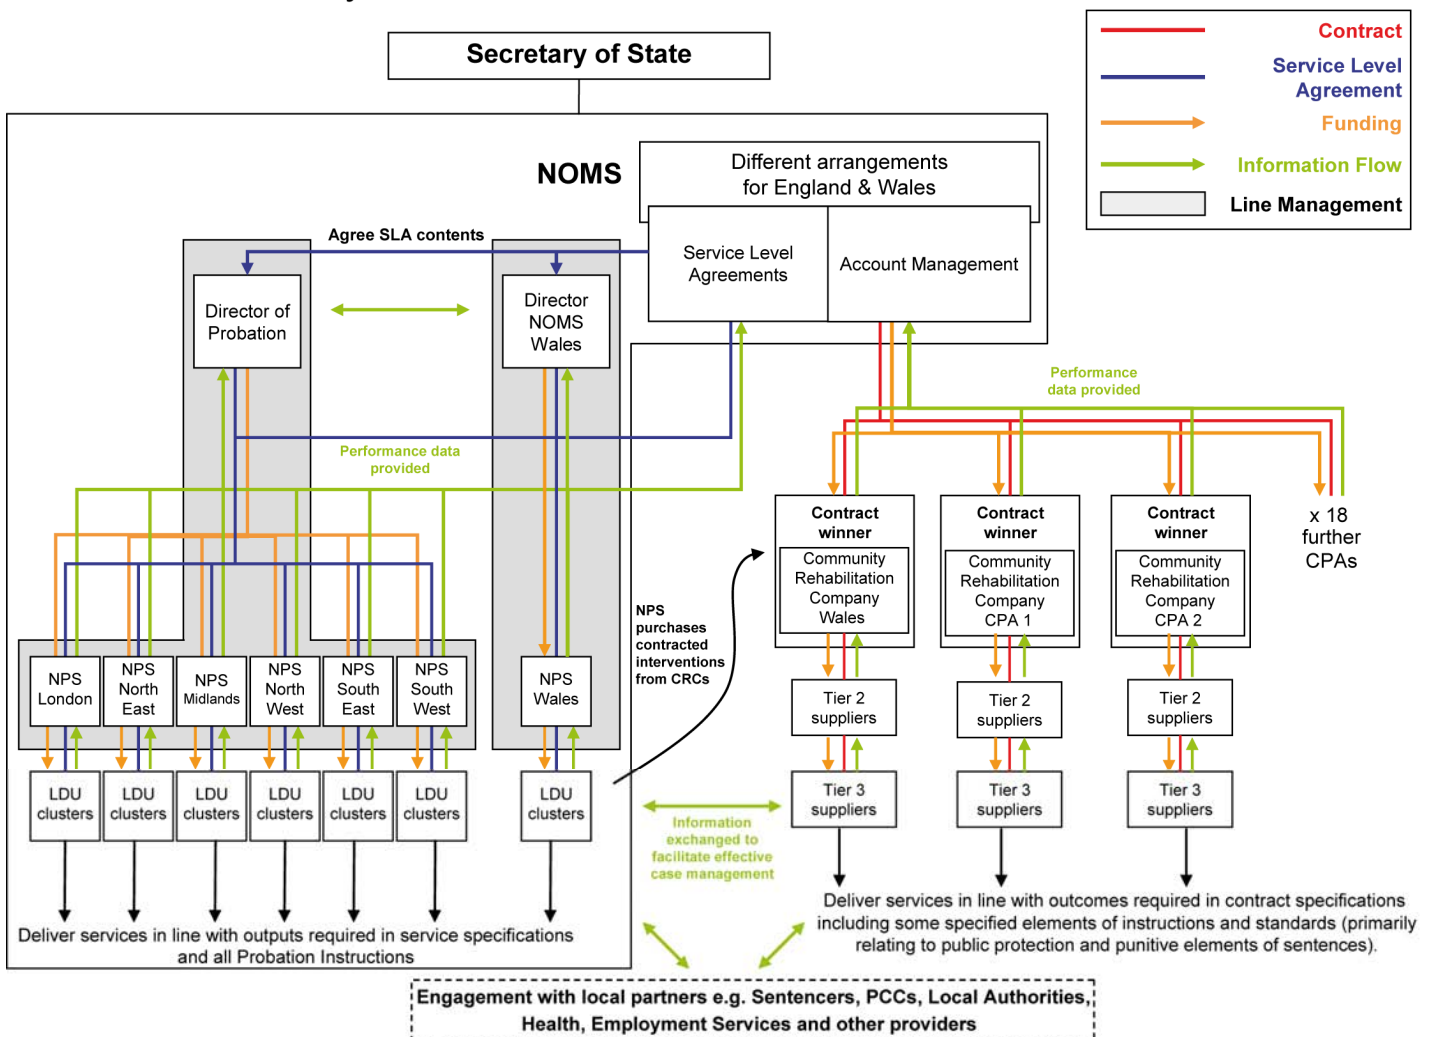 Secretary of State
Contract
Service Level
Agreement
Funding
Information Flow
Line Management
NOMS
Different arrangements
for England & Wales
Agree SLA contents
Service Level
Agreements
Account Management
Director of
Probation
Director
NOMS
Wales
Performance
data provided
Performance data
provided
Contract
winner
Community
Rehabilitation
Company
Wales
Contract
winner
Community
Rehabilitation
Company
CPA 1
Contract
winner
Community
Rehabilitation
Company
CPA 2
x 18
further
CPAs
NPS
purchases
contracted
interventions
from CRCs
NPS
London
NPS
North
East
NPS
Midlands
NPS
North
West
NPS
South
East
NPS
South
West
NPS
Wales
Tier 2
suppliers
Tier 2
suppliers
Tier 2
suppliers
LDU
clusters
LDU
clusters
LDU
clusters
LDU
clusters
LDU
clusters
LDU
clusters
LDU
clusters
Tier 3
suppliers
Tier 3
suppliers
Tier 3
suppliers
Information
exchanged to
facilitate effective
case management
Deliver services in line with outputs required in service specifications
and all Probation Instructions
Deliver services in line with outcomes required in contract specifications
including some specified elements of instructions and standards (primarily
relating to public protection and punitive elements of sentences).
Engagement with local partners e.g. Sentencers, PCCs, Local Authorities,
Health, Employment Services and other providers